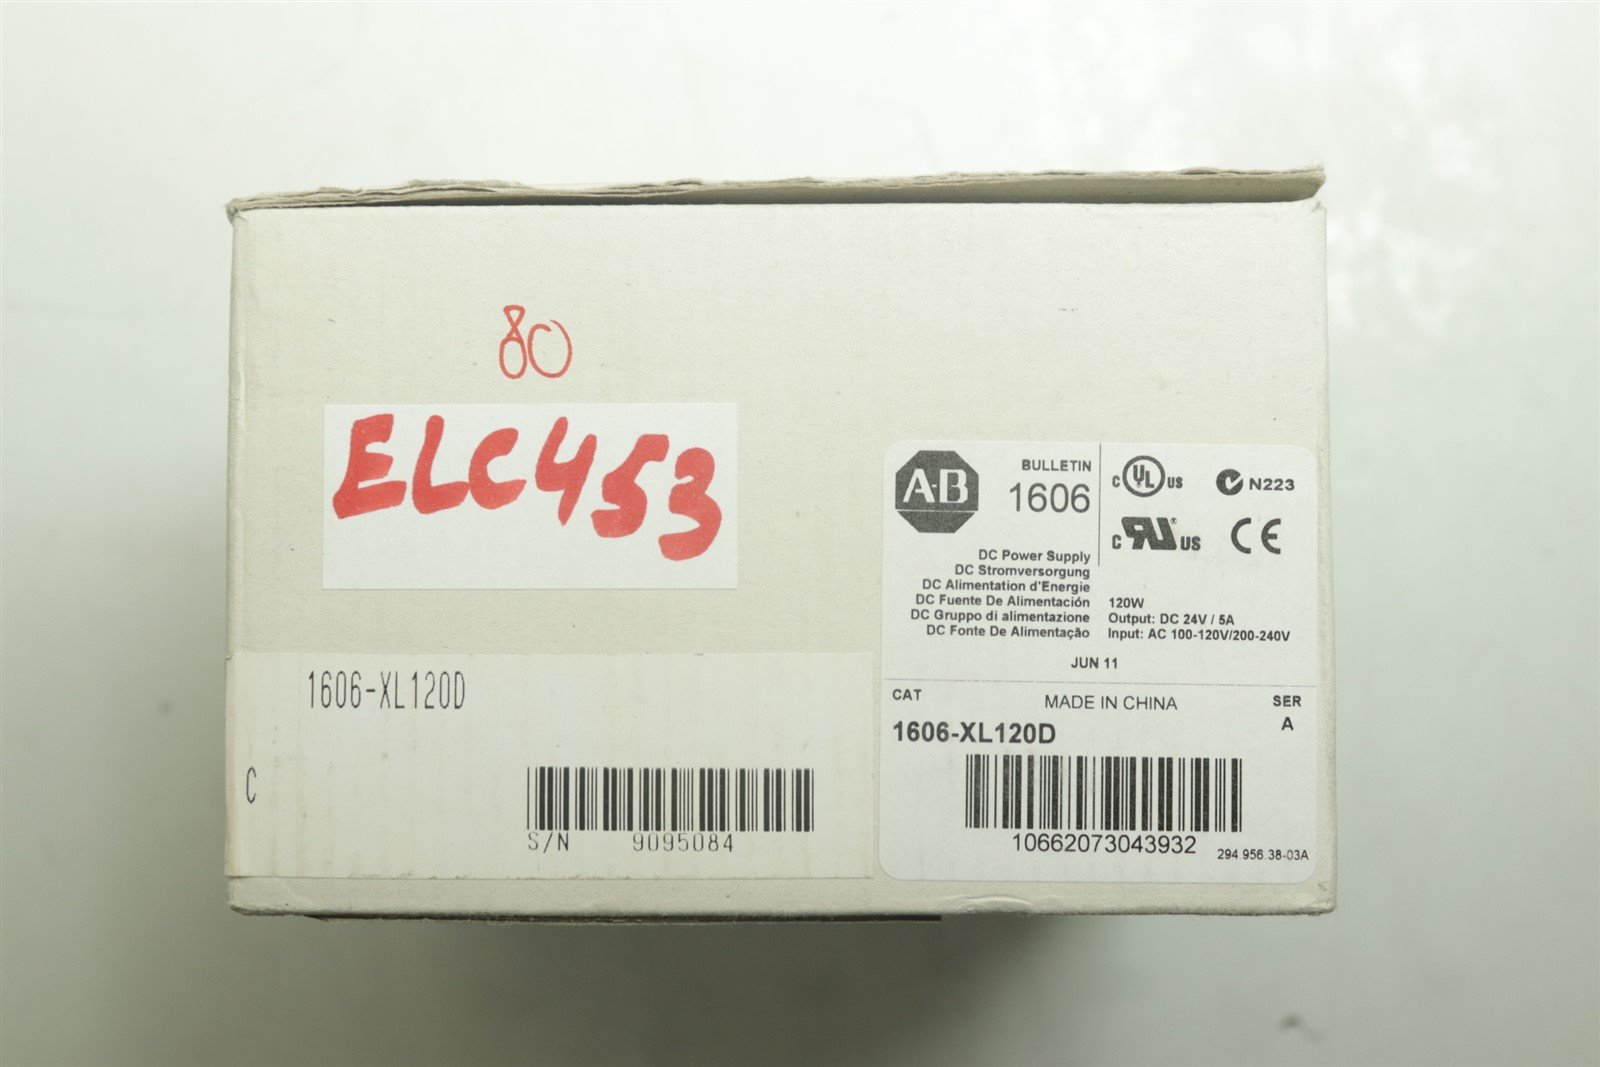 80
ELC453
1606-XL120D
C
S/N 9095084
A-B
BULLETIN
1606
DC Power Supply
DC Stromversorgung
DC Alimentation d'Energie
DC Fuente De Alimentación
DC Gruppo di alimentazione
DC Fonte De Alimentação
C UL US
N223
C RU® US
CE
120W
Output: DC 24V / 5A
Input: AC 100-120V/200-240V
JUN 11
CAT MADE IN CHINA SER
1606-XL120D A
10662073043932
294 956.38-03A